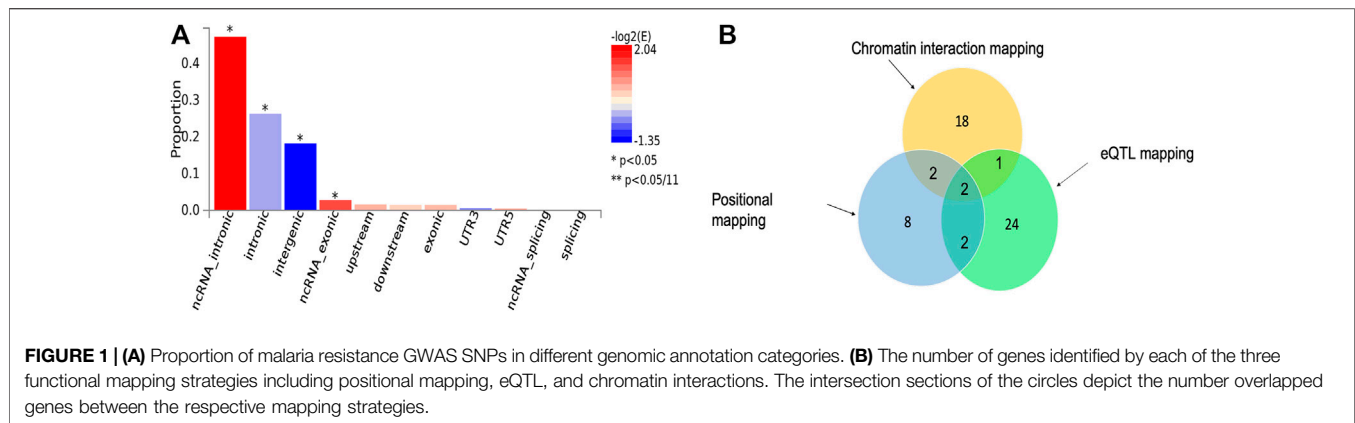 A
Proportion
0.4
0.3
0.2
0.1
0.0
*
*
*
*
ncRNA_intronic
intronic
intergenic
ncRNA_exonic
upstream
downstream
exonic
UTR3
UTR5
ncRNA_splicing
splicing
-log2(E)
2.04
-1.35
* p<0.05
** p<0.05/11
B
Chromatin interaction mapping
18
eQTL mapping
2
1
2
Positional
mapping
8
24
2
FIGURE 1 | (A) Proportion of malaria resistance GWAS SNPs in different genomic annotation categories. (B) The number of genes identified by each of the three
functional mapping strategies including positional mapping, eQTL, and chromatin interactions. The intersection sections of the circles depict the number overlapped
genes between the respective mapping strategies.